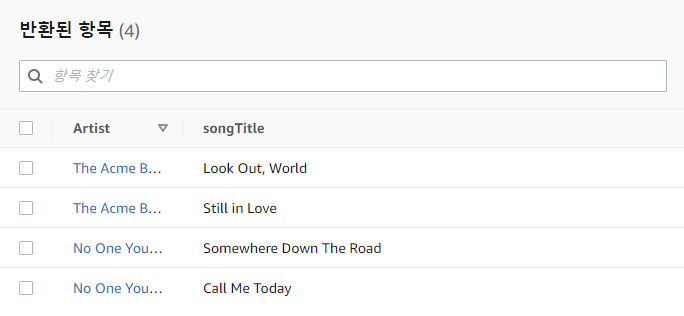 반환된 항목 (4)
항목 찾기
Artist songTitle
The Acme B... Look Out, World
The Acme B... Still in Love
No One You... Somewhere Down The Road
No One You... Call Me Today